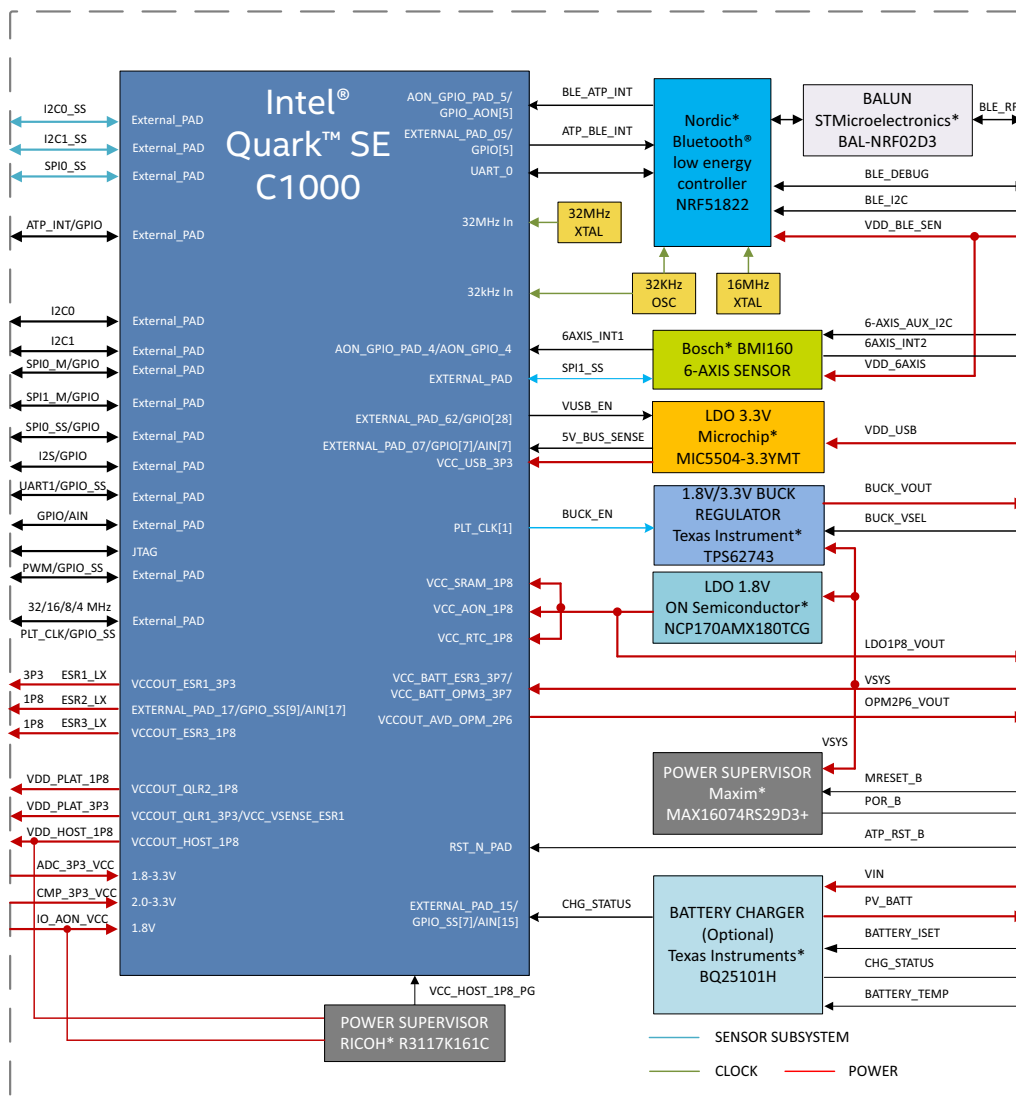 Intel®
Quark™ SE
C1000
I2C0_SS
External_PAD
I2C1_SS
External_PAD
SPI0_SS
External_PAD
ATP_INT/GPIO
External_PAD
I2C0
External_PAD
I2C1
External_PAD
SPI0_M/GPIO
External_PAD
SPI1_M/GPIO
External_PAD
SPI0_SS/GPIO
External_PAD
I2S/GPIO
External_PAD
UART1/GPIO_SS
External_PAD
GPIO/AIN
External_PAD
JTAG
PWM/GPIO_SS
External_PAD
32/16/8/4 MHz
PLT_CLK/GPIO_SS
External_PAD
3P3 ESR1_LX
VCCOUT_ESR1_3P3
1P8 ESR2_LX
EXTERNAL_PAD_17/GPIO_SS[9]/AIN[17]
1P8 ESR3_LX
VCCOUT_ESR3_1P8
VDD_PLAT_1P8
VCCOUT_QLR2_1P8
VDD_PLAT_3P3
VCCOUT_QLR1_3P3/VCC_VSENSE_ESR1
VDD_HOST_1P8
VCCOUT_HOST_1P8
ADC_3P3_VCC
1.8-3.3V
CMP_3P3_VCC
2.0-3.3V
IO_AON_VCC
1.8V
AON_GPIO_PAD_5/
GPIO_AON[5]
BLE_ATP_INT
EXTERNAL_PAD_05/
GPIO[5]
ATP_BLE_INT
UART_0
32MHz In
32MHz
XTAL
32kHz In
32KHz
OSC
16MHz
XTAL
Nordic*
Bluetooth®
low energy
controller
NRF51822
BALUN
STMicroelectronics*
BAL-NRF02D3
BLE_RF
BLE_DEBUG
BLE_I2C
VDD_BLE_SEN
AON_GPIO_PAD_4/AON_GPIO_4
6AXIS_INT1
EXTERNAL_PAD
SPI1_SS
Bosch* BMI160
6-AXIS SENSOR
6-AXIS_AUX_I2C
6AXIS_INT2
VDD_6AXIS
EXTERNAL_PAD_62/GPIO[28]
VUSB_EN
EXTERNAL_PAD_07/GPIO[7]/AIN[7]
5V_BUS_SENSE
VCC_USB_3P3
LDO 3.3V
Microchip*
MIC5504-3.3YMT
VDD_USB
PLT_CLK[1]
BUCK_EN
1.8V/3.3V BUCK
REGULATOR
Texas Instrument*
TPS62743
BUCK_VOUT
BUCK_VSEL
VCC_SRAM_1P8
VCC_AON_1P8
VCC_RTC_1P8
LDO 1.8V
ON Semiconductor*
NCP170AMX180TCG
LDO1P8_VOUT
VCC_BATT_ESR3_3P7/
VCC_BATT_OPM3_3P7
VSYS
VCCOUT_AVD_OPM_2P6
OPM2P6_VOUT
VSYS
POWER SUPERVISOR
Maxim*
MAX16074RS29D3+
MRESET_B
POR_B
RST_N_PAD
ATP_RST_B
EXTERNAL_PAD_15/
GPIO_SS[7]/AIN[15]
CHG_STATUS
BATTERY CHARGER
(Optional)
Texas Instruments*
BQ25101H
VIN
PV_BATT
BATTERY_ISET
CHG_STATUS
BATTERY_TEMP
VCC_HOST_1P8_PG
POWER SUPERVISOR
RICOH* R3117K161C
SENSOR SUBSYSTEM
CLOCK
POWER